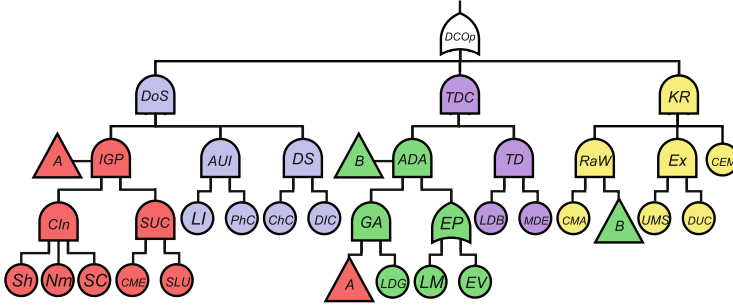 DCOp
DoS TDC KR
A IGP AUI DS B ADA TD RaW Ex CEM
CIn SUC LI PhC ChC DIC GA EP LDB MDE CMA B UMS DUC
Sh Nm SC CME SLU A LDG LM EV